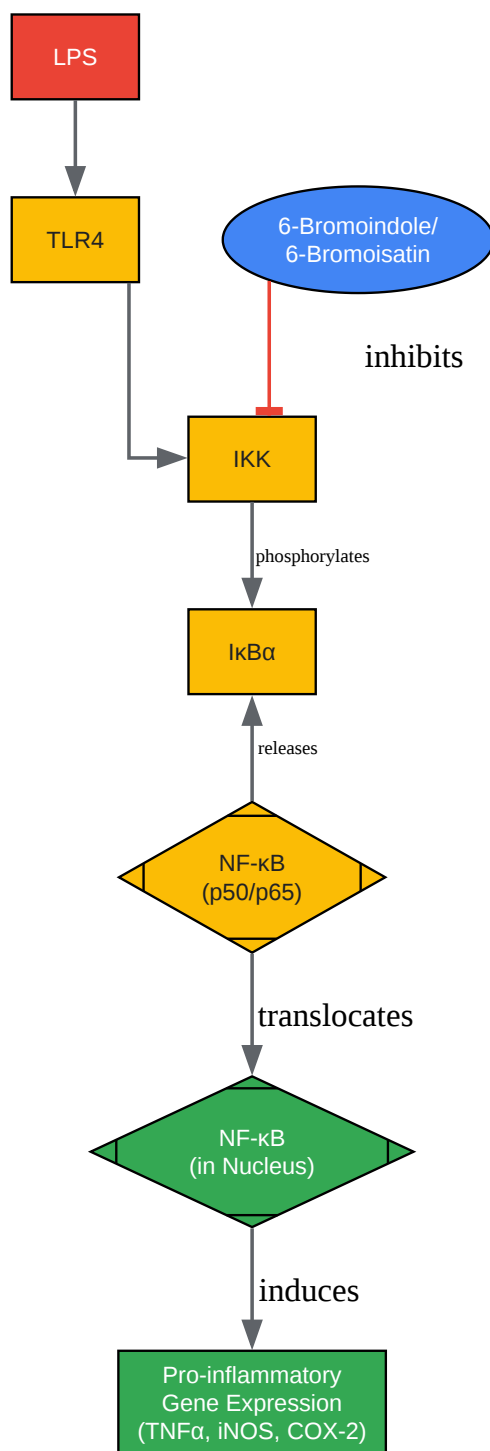 LPS
TLR4
6-Bromoindole/
6-Bromoisatin
inhibits
IKK
phosphorylates
IκBα
releases
NF-κB
(p50/p65)
translocates
NF-κB
(in Nucleus)
induces
Pro-inflammatory
Gene Expression
(TNFα, iNOS, COX-2)